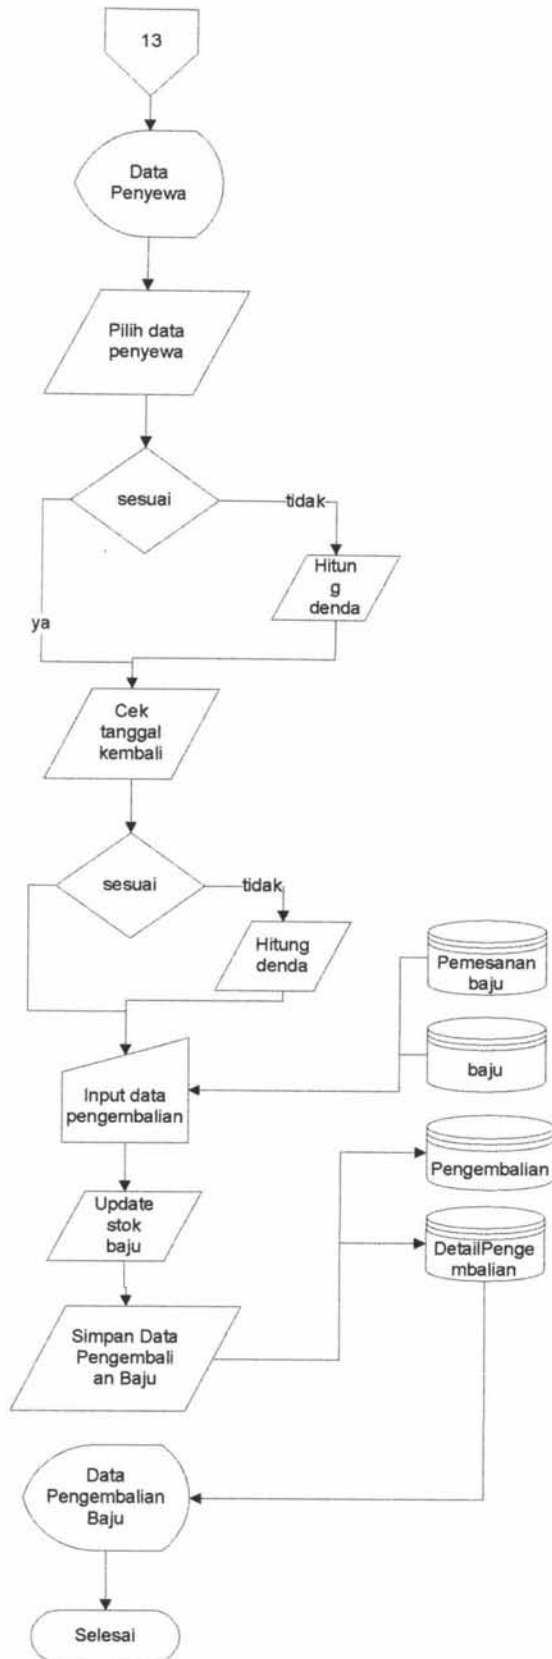 13
Data
Penyewa
Pilih data
penyewa
sesuai
tidak
Hitun
g
denda
ya
Cek
tanggal
kembali
sesuai
tidak
Hitung
denda
Pemesanan
baju
baju
Input data
pengembalian
Pengembalian
Update
stok
baju
DetailPenge
mbalian
Simpan Data
Pengembali
an Baju
Data
Pengembalian
Baju
Selesai